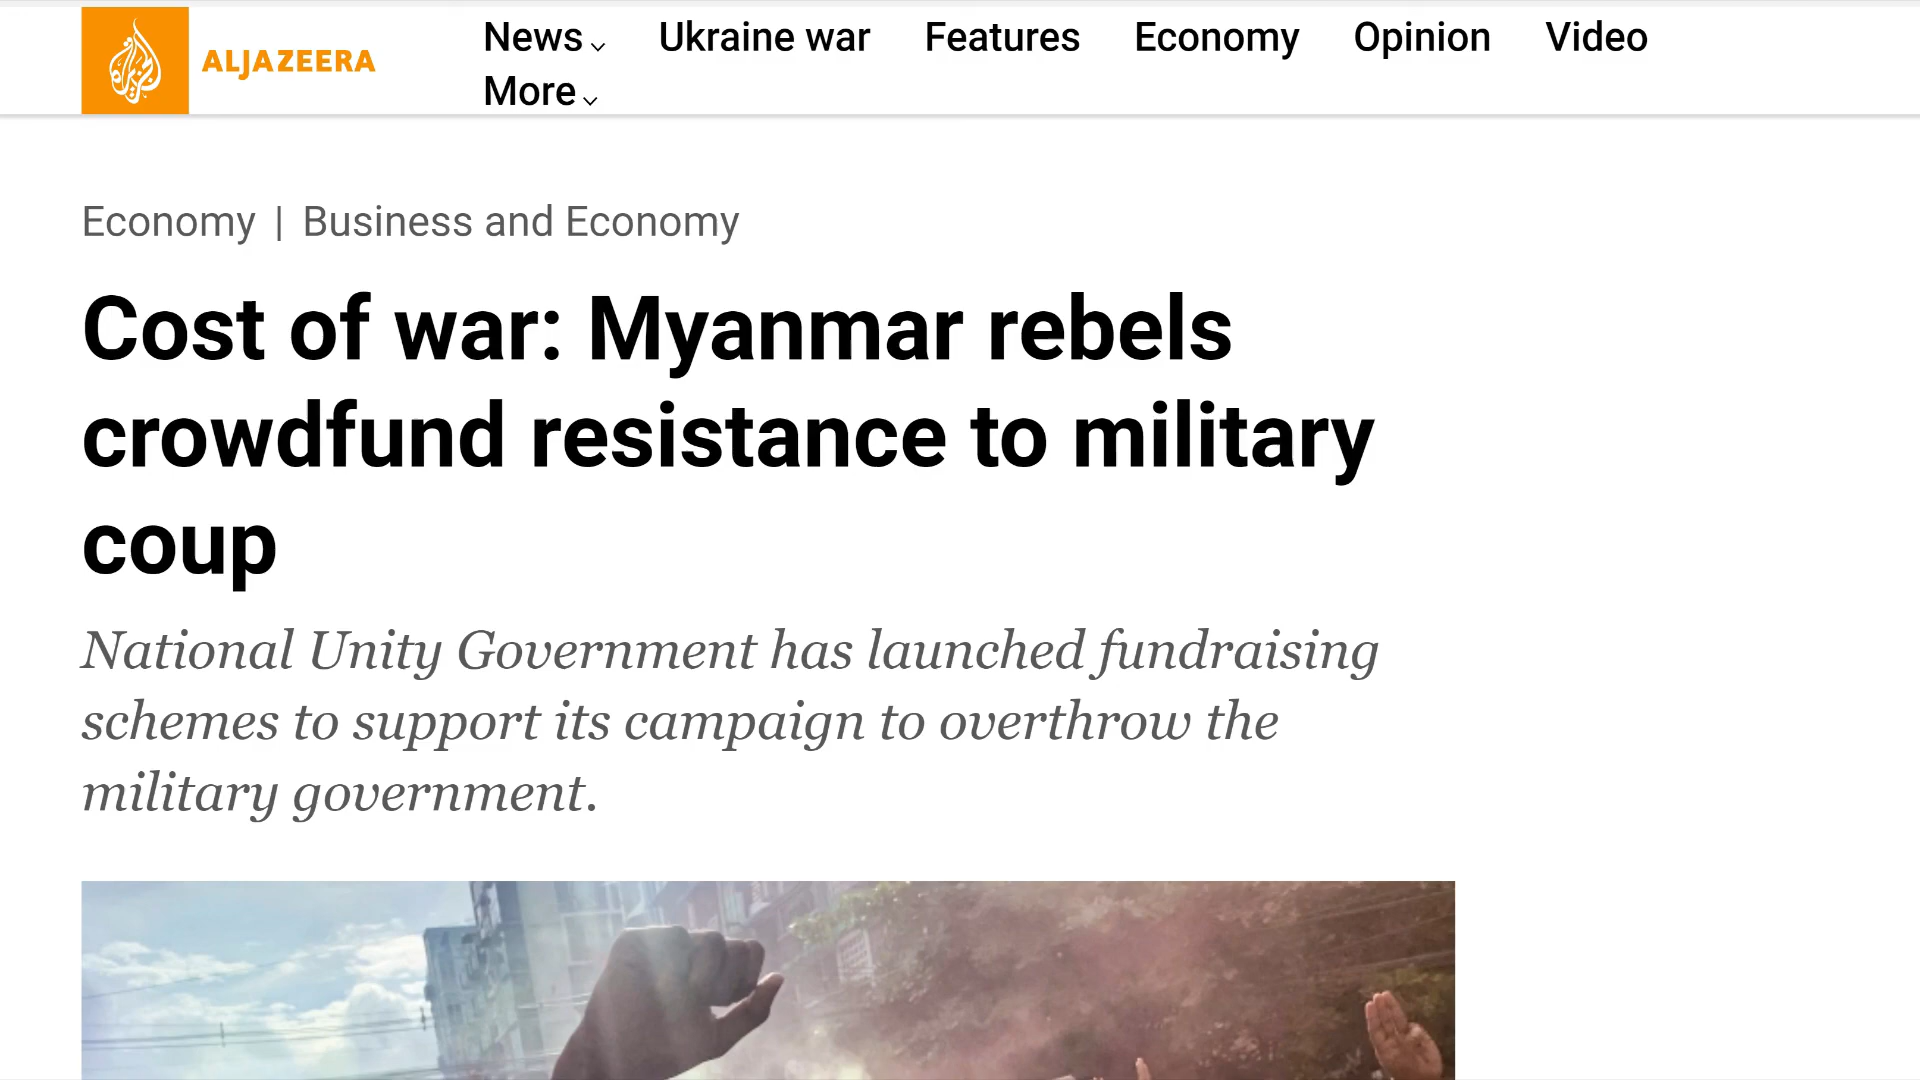 ALJAZEERA
News Ukraine war Features Economy Opinion Video
More
Economy | Business and Economy
Cost of war: Myanmar rebels
crowdfund resistance to military
coup
National Unity Government has launched fundraising
schemes to support its campaign to overthrow the
military government.